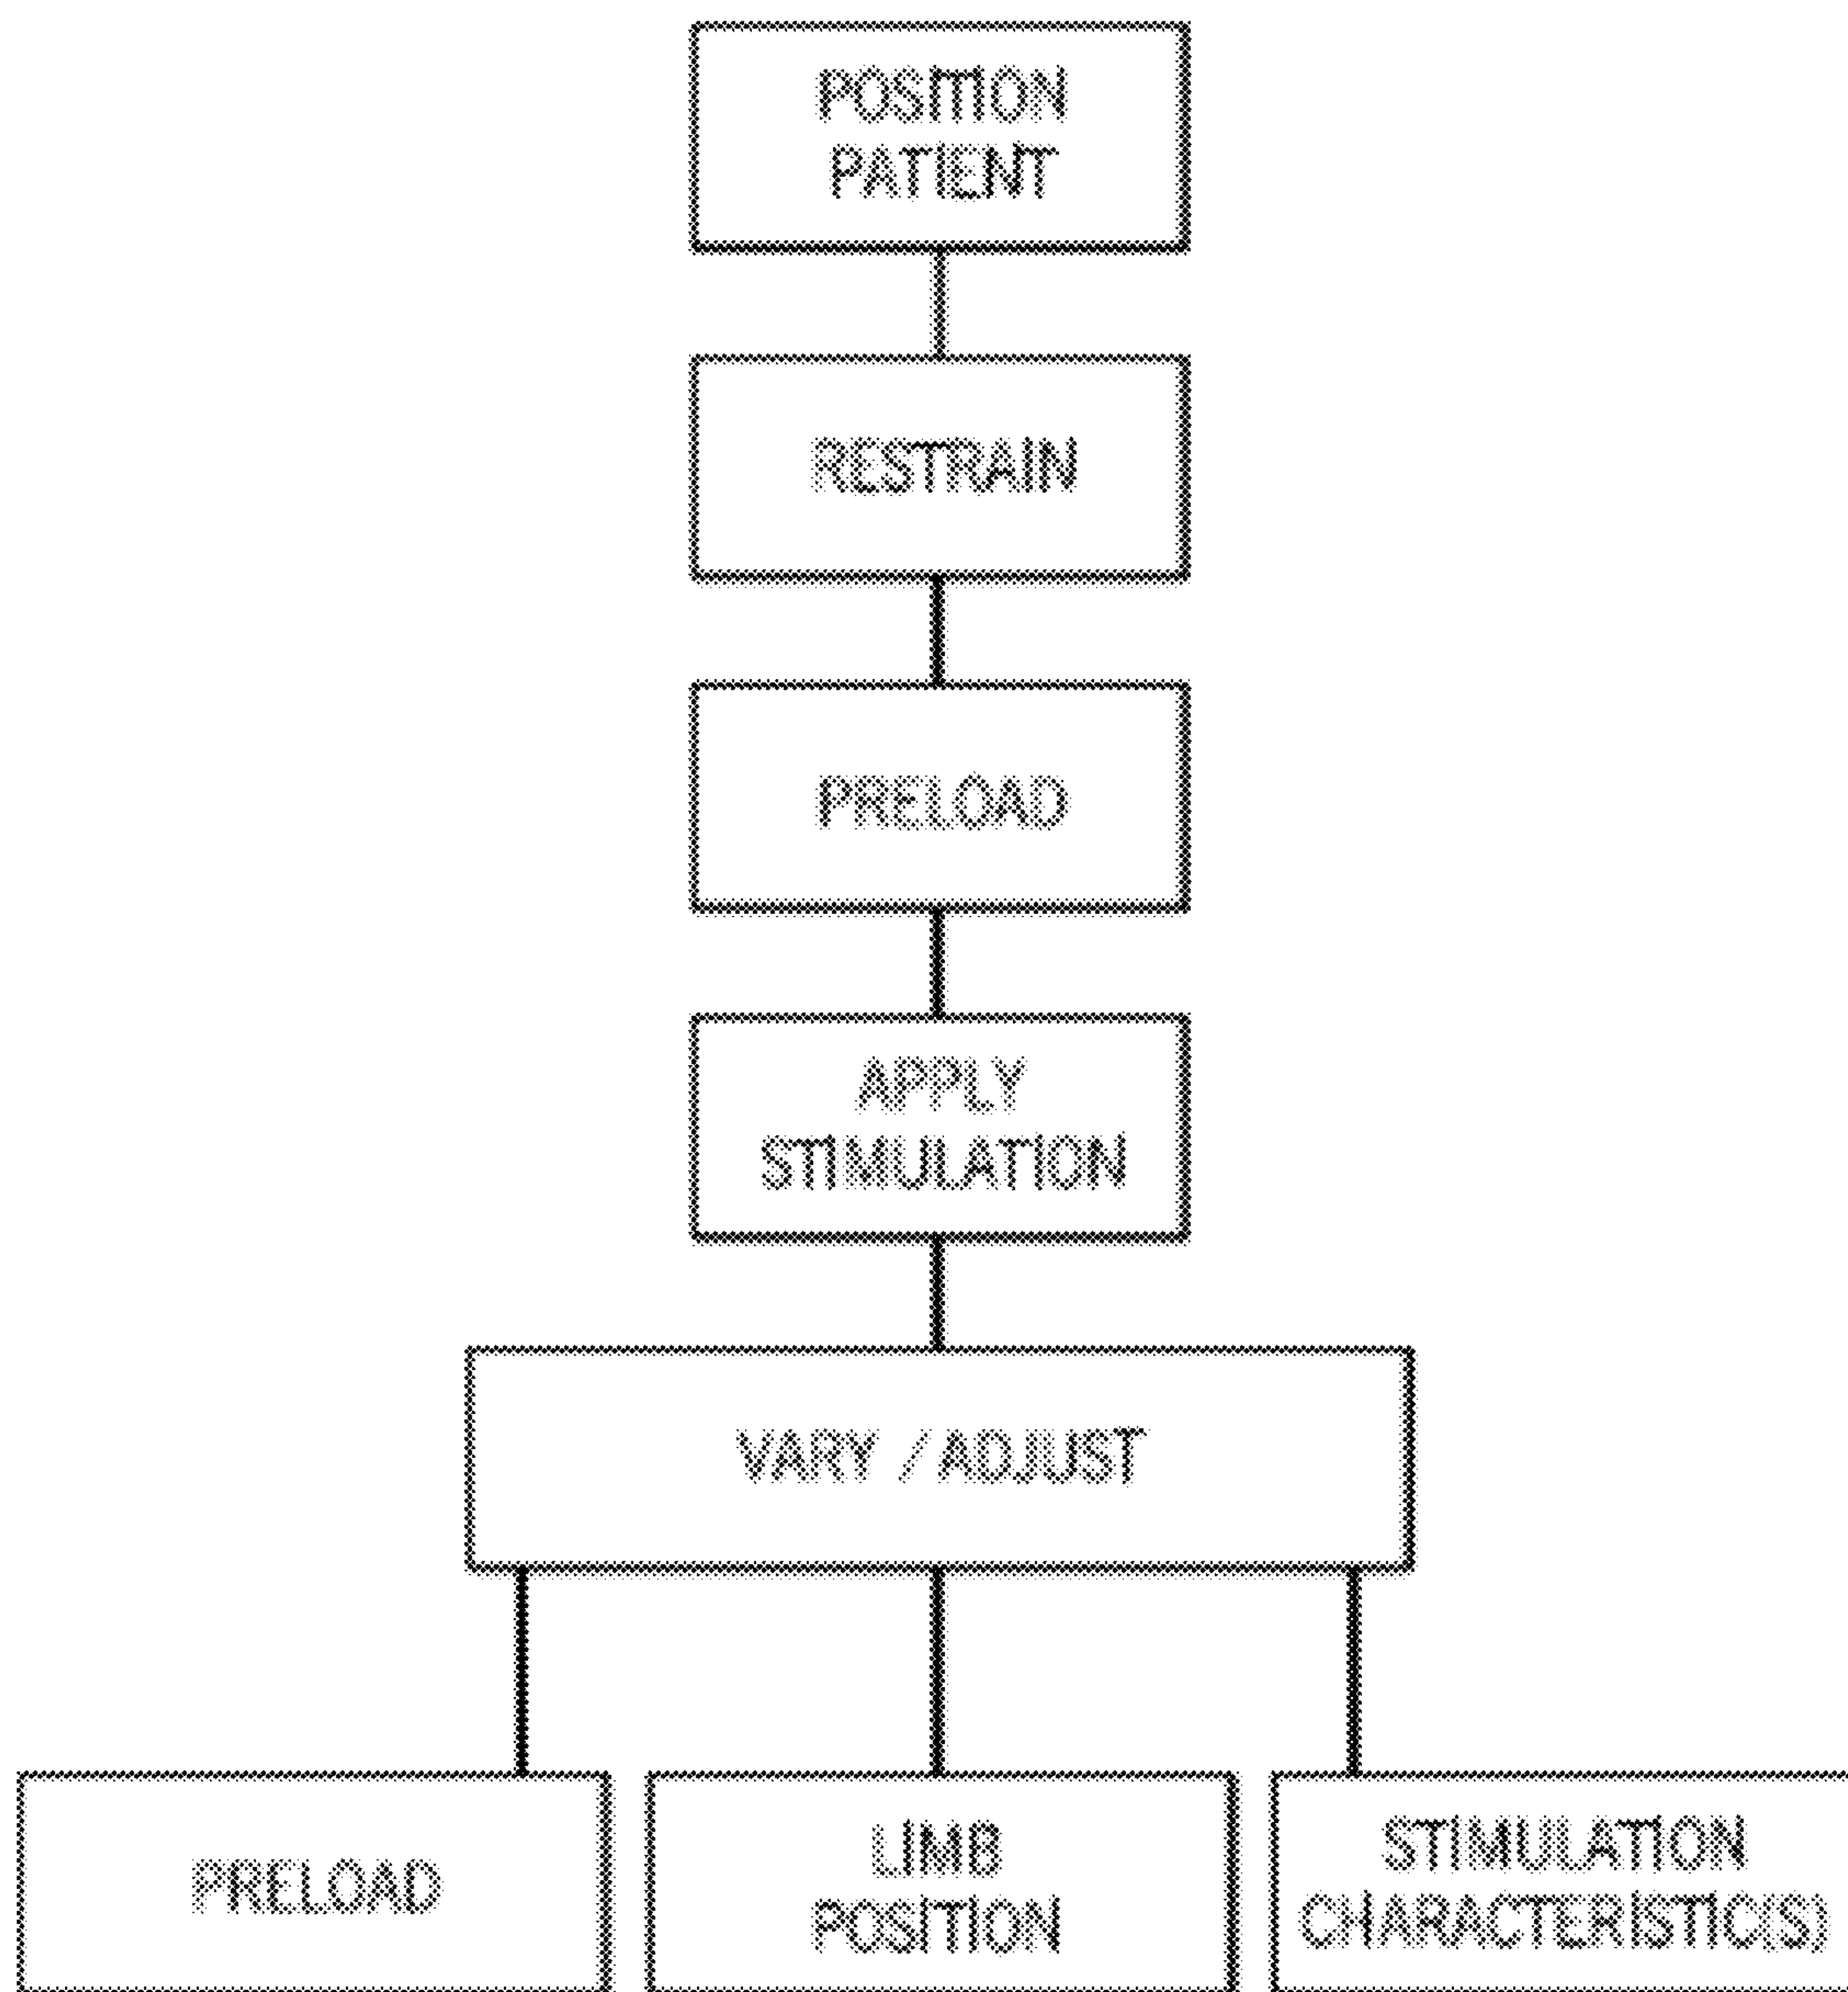 POSITION
PATIENT
RESTRAIN
PRELOAD
APPLY
STIMULATION
VARY / ADJUST
PRELOAD
LIMB
POSITION
STIMULATION
CHARACTERISTIC(S)